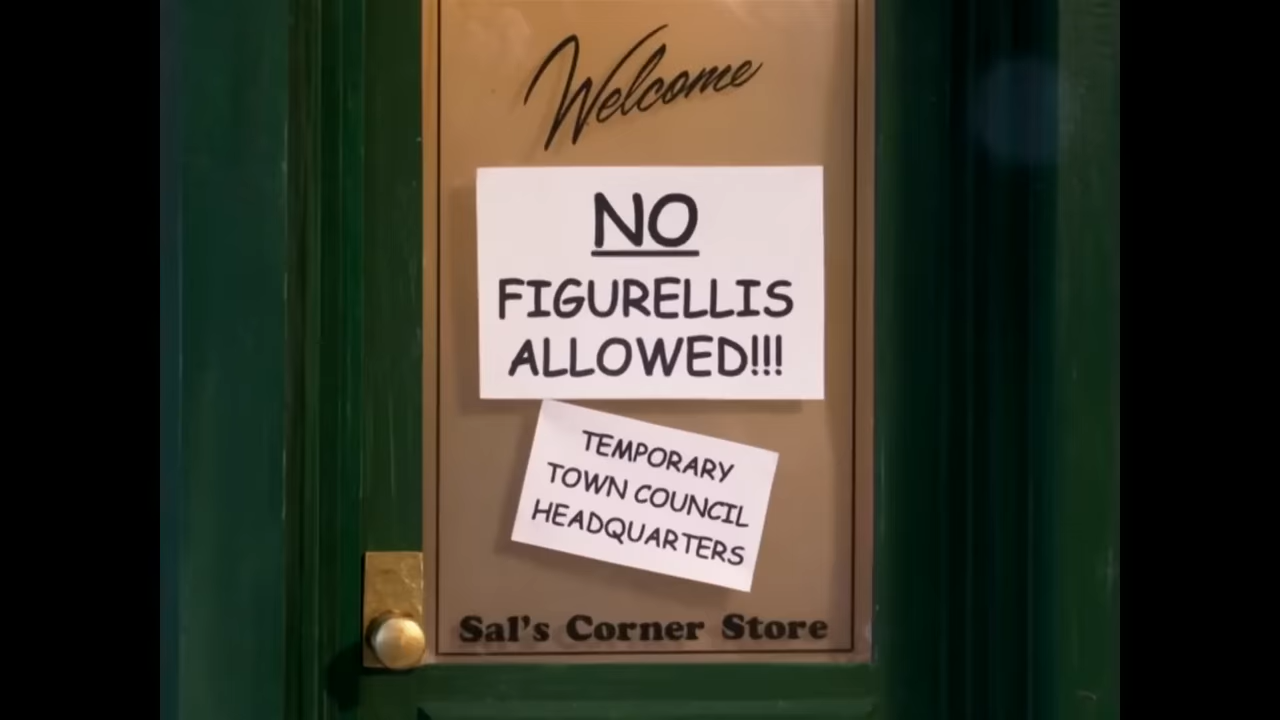 Welcome
NO
FIGURELLIS
ALLOWED!!!
TEMPORARY
TOWN COUNCIL
HEADQUARTERS
Sal's Corner Store